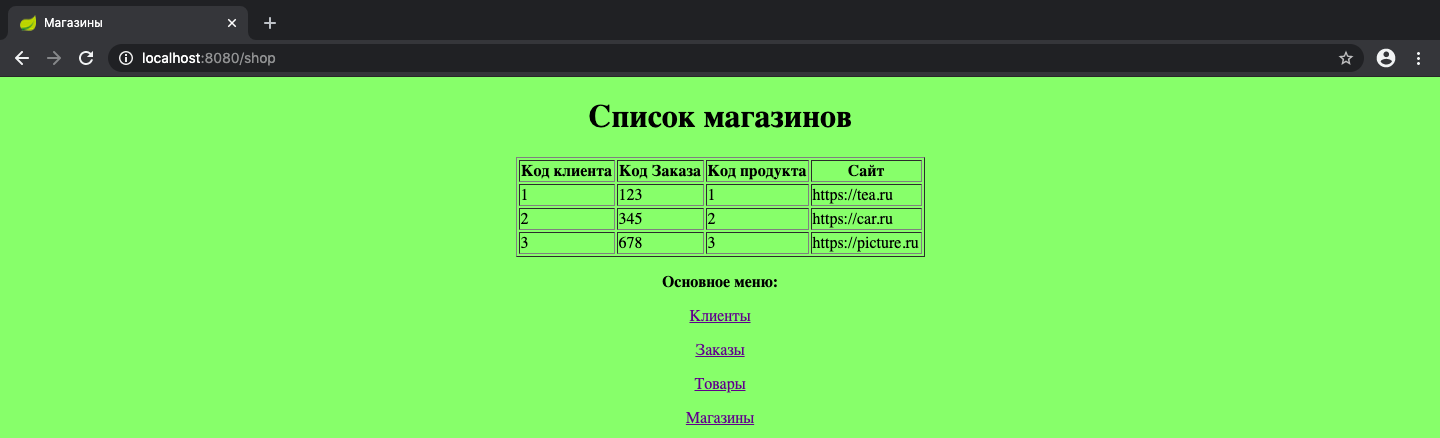 Магазины
localhost:8080/shop
Список магазинов
Код клиента Код Заказа Код продукта Сайт
1 123 1 https://tea.ru
2 345 2 https://car.ru
3 678 3 https://picture.ru
Основное меню:
Клиенты
Заказы
Товары
Магазины